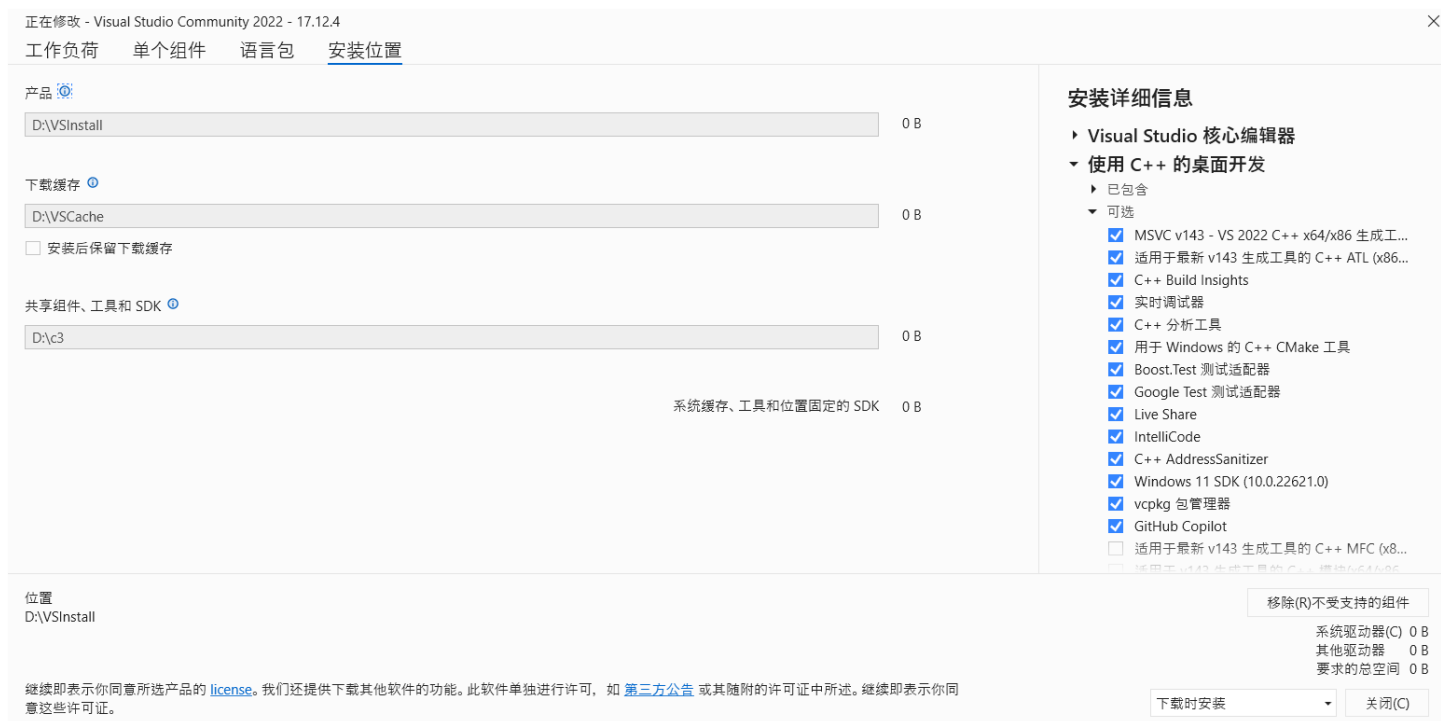 正在修改 - Visual Studio Community 2022 - 17.12.4
工作负荷 单个组件 语言包 安装位置
产品
D:\VSInstall 0 B
下载缓存
D:\VSCache 0 B
安装后保留下载缓存
共享组件、工具和 SDK
D:\c3 0 B
系统缓存、工具和位置固定的 SDK 0 B
安装详细信息
Visual Studio 核心编辑器
使用 C++ 的桌面开发
已包含
可选
MSVC v143 - VS 2022 C++ x64/x86 生成工...
适用于最新 v143 生成工具的 C++ ATL (x86...
C++ Build Insights
实时调试器
C++ 分析工具
用于 Windows 的 C++ CMake 工具
Boost.Test 测试适配器
Google Test 测试适配器
Live Share
IntelliCode
C++ AddressSanitizer
Windows 11 SDK (10.0.22621.0)
vcpkg 包管理器
GitHub Copilot
适用于最新 v143 生成工具的 C++ MFC (x8...
适用于 v143 生成工具的 C++ 模块(x64/x86
位置
D:\VSInstall
移除(R)不受支持的组件
系统驱动器(C) 0 B
其他驱动器 0 B
要求的总空间 0 B
继续即表示你同意所选产品的 license。我们还提供下载其他软件的功能。此软件单独进行许可，如 第三方公告 或其随附的许可证中所述。继续即表示你同
意这些许可证。
下载时安装
关闭(C)